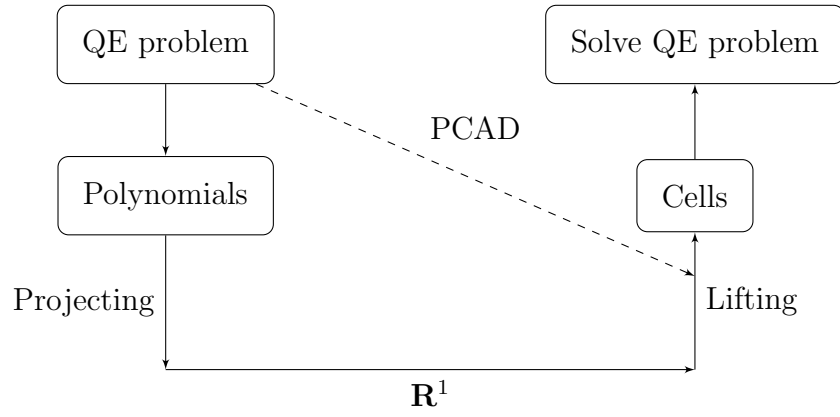 QE problem
Solve QE problem
PCAD
Polynomials
Cells
Projecting
Lifting
R¹